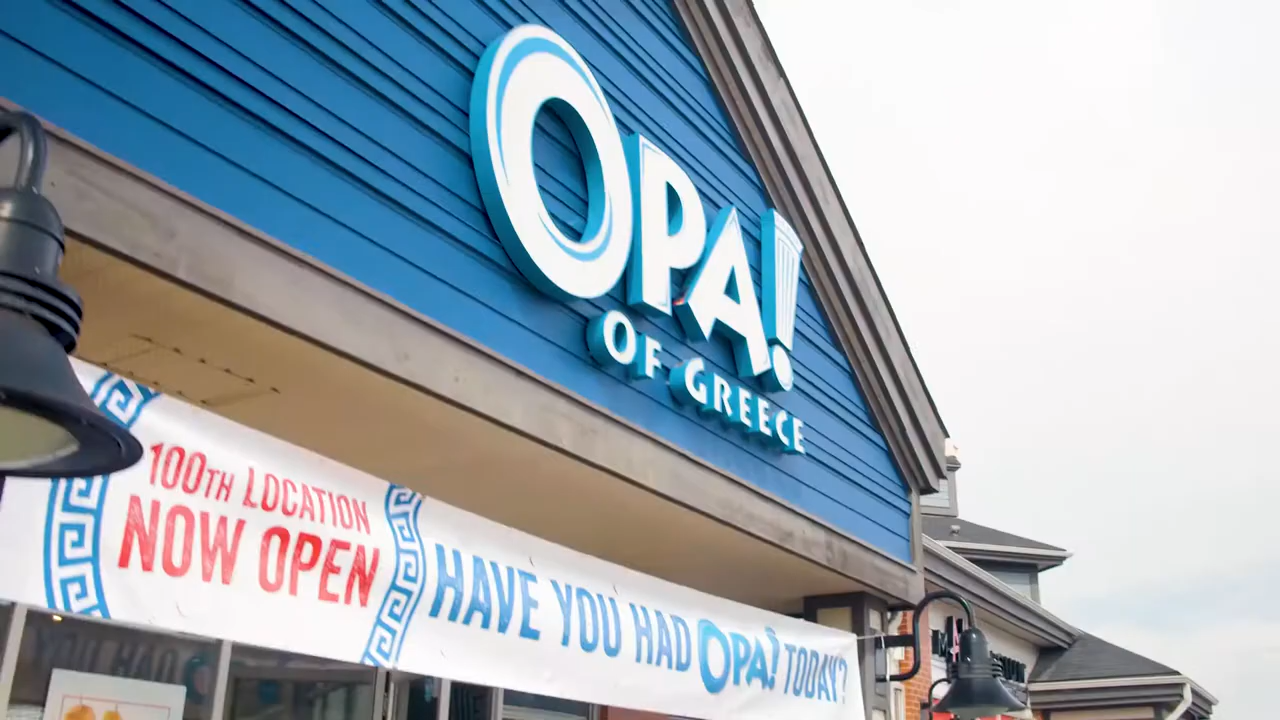 OPA!
OF GREECE
100TH LOCATION
NOW OPEN
HAVE YOU HAD OPA! TODAY?